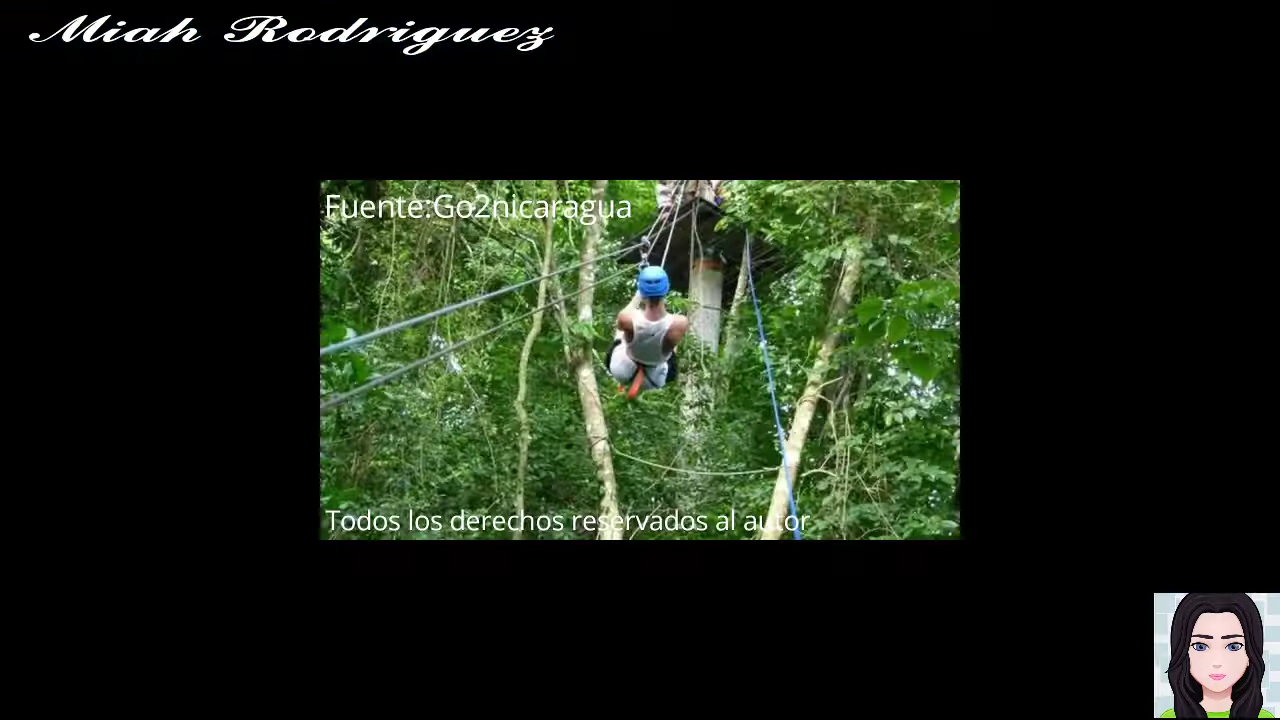 Miah Rodriguez
Fuente:Go2nicaragua
Todos los derechos reservados al autor